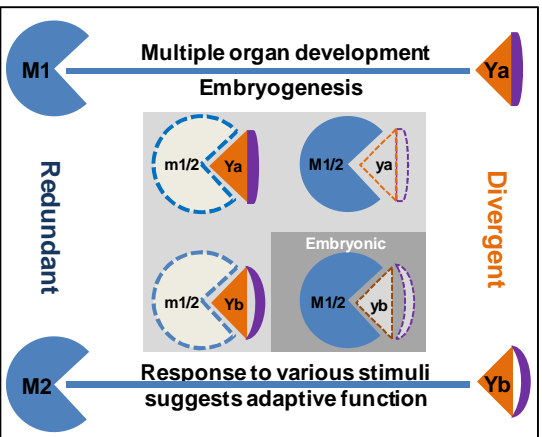 M1
Multiple organ development
Ya
Embryogenesis
m1/2
Ya
M1/2
ya
Redundant
Divergent
Embryonic
m1/2
Yb
M1/2
yb
M2
Response to various stimuli
suggests adaptive function
Yb